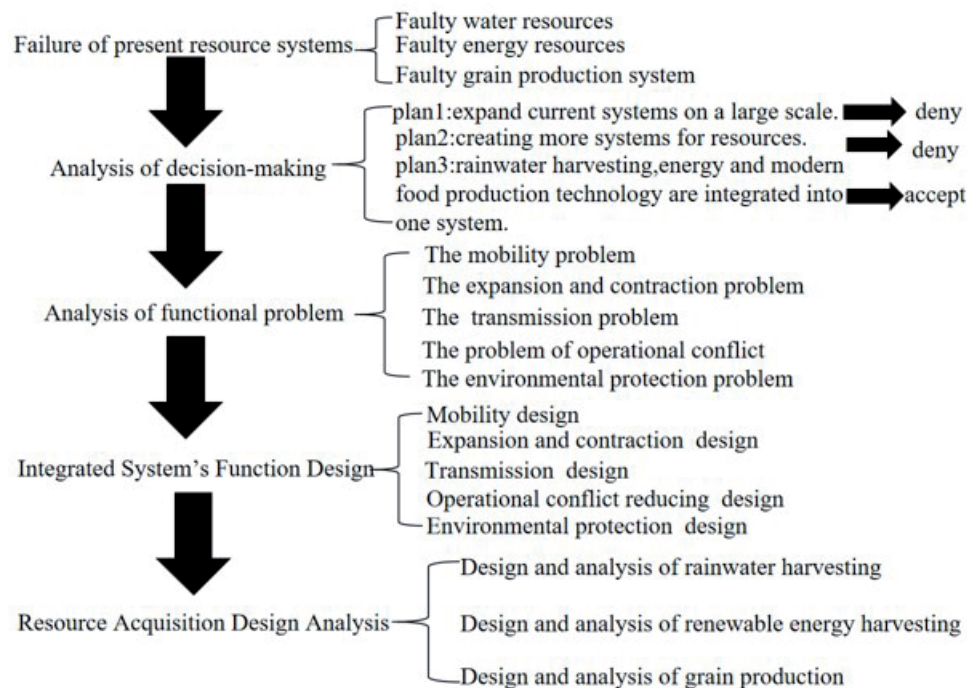 Failure of present resource systems
Faulty water resources
Faulty energy resources
Faulty grain production system
Analysis of decision-making
plan1:expand current systems on a large scale.
deny
plan2:creating more systems for resources.
deny
plan3:rainwater harvesting,energy and modern
food production technology are integrated into
one system.
accept
Analysis of functional problem
The mobility problem
The expansion and contraction problem
The transmission problem
The problem of operational conflict
The environmental protection problem
Integrated System's Function Design
Mobility design
Expansion and contraction design
Transmission design
Operational conflict reducing design
Environmental protection design
Resource Acquisition Design Analysis
Design and analysis of rainwater harvesting
Design and analysis of renewable energy harvesting
Design and analysis of grain production